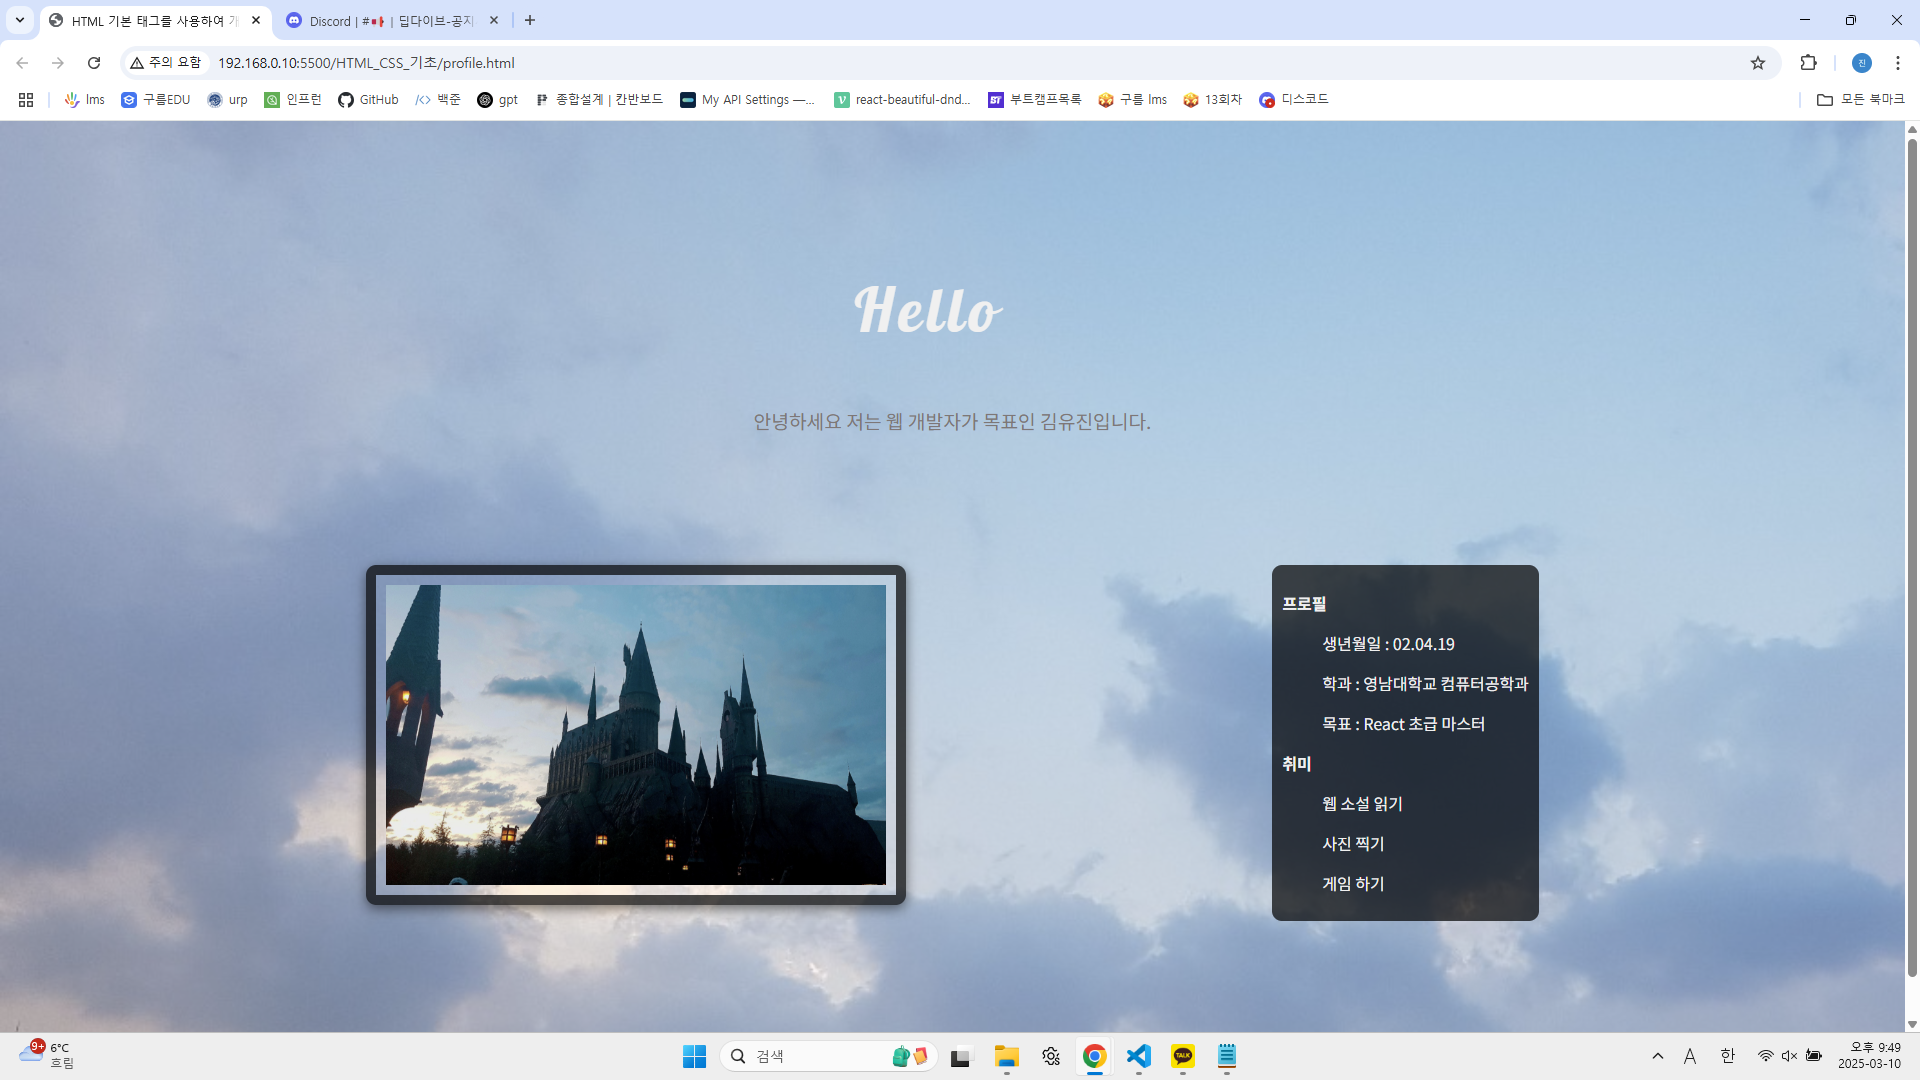 HTML 기본 태그를 사용하여 개
Discord | # | 딥다이브-공지
주의 요함
192.168.0.10:5500/HTML_CSS_기초/profile.html
진
lms
구름EDU
urp
인프런
GitHub
백준
gpt
종합설계 | 칸반보드
My API Settings —...
react-beautiful-dnd...
부트캠프목록
구름 lms
13회차
디스코드
모든 북마크
Hello
안녕하세요 저는 웹 개발자가 목표인 김유진입니다.
프로필
생년월일 : 02.04.19
학과 : 영남대학교 컴퓨터공학과
목표 : React 초급 마스터
취미
웹 소설 읽기
사진 찍기
게임 하기
9+
6°C
흐림
검색
TALK
A
한
오후 9:49
2025-03-10